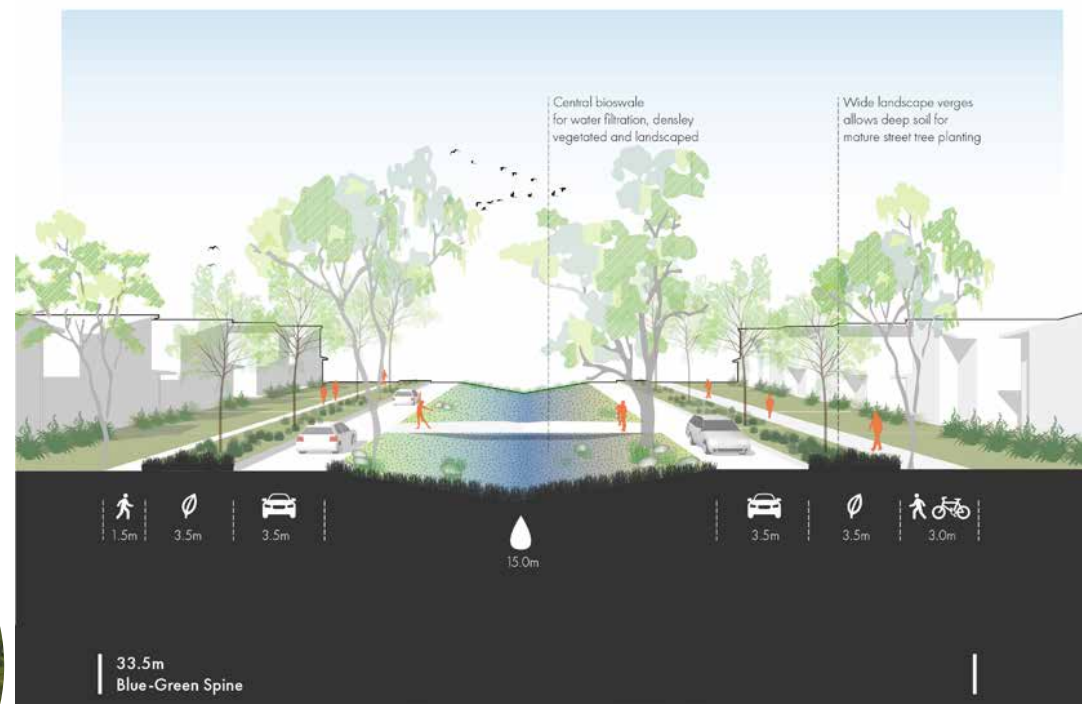 Central bioswale
for water filtration, densley
vegetated and landscaped
Wide landscape verges
allows deep soil for
mature street tree planting
1.5m
3.5m
3.5m
15.0m
3.5m
3.5m
3.0m
33.5m
Blue-Green Spine